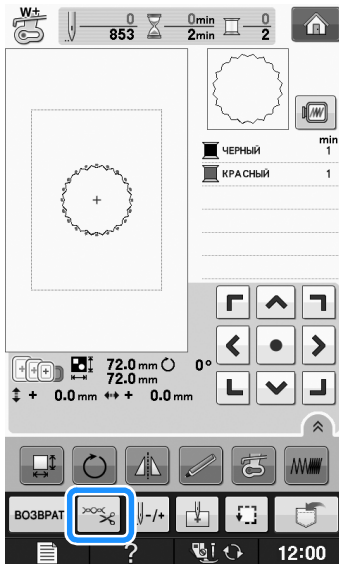 W+
0 0min 0
853 2min 2
min
ЧЕРНЫЙ 1
КРАСНЫЙ 1
72.0 mm 0°
72.0 mm
+ 0.0 mm + 0.0 mm
ВОЗВРАТ -/+
? 12:00